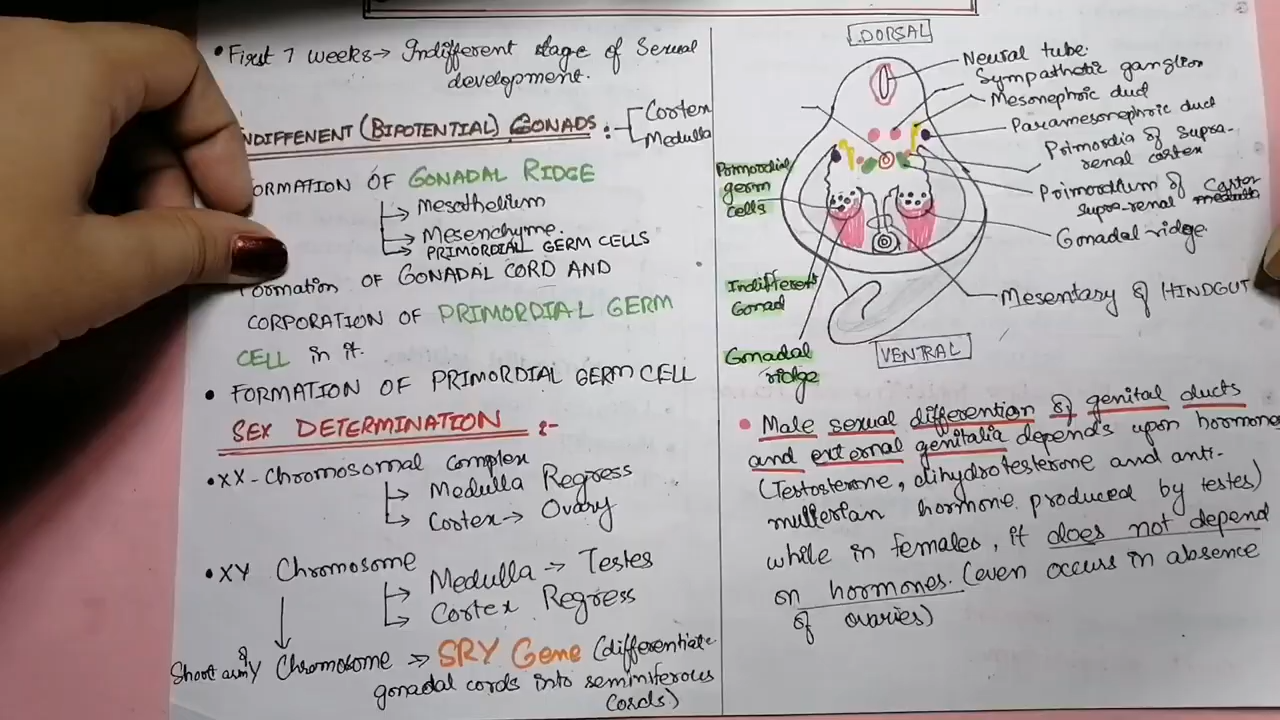 • First 7 weeks → Indifferent stage of Sexual
development.
INDIFFENENT (BIPOTENTIAL) GONADS :- Cortex
Medulla
FORMATION OF GONADAL RIDGE
→ Mesothelium
→ Mesenchyme.
→ PRIMORDIAL GERM CELLS
Formation OF GONADAL CORD AND
CORPORATION OF PRIMORDIAL GERM
CELL in it.
• FORMATION OF PRIMORDIAL GERM CELL
SEX DETERMINATION :-
• XX - Chromosomal Complex
→ Medulla Regress
→ Cortex → Ovary
• XY Chromosome
→ Medulla → Testes
→ Cortex Regress
Short arm of Y Chromosome ⇒ SRY Gene (differentiate
gonadal cords into seminiferous
Cords)
DORSAL
Neural tube.
Sympathetic ganglion
Mesonephric duct
Paramesonephric duct
Primordia of Supra-
renal cortex
Primordium of Cortex
Supra-renal
Gonadal ridge
Mesentary of HINDGUT
Primordial
germ
cells
Indifferent
Gonad
Gonadal
ridge
VENTRAL
• Male sexual differention of genital ducts
and external genitalia depends upon hormone
(Testosterone, dihydrotesterone and anti-
mullerian hormone produced by testes)
while in females, it does not depend
on hormones. (even occurs in absence
of ovaries)